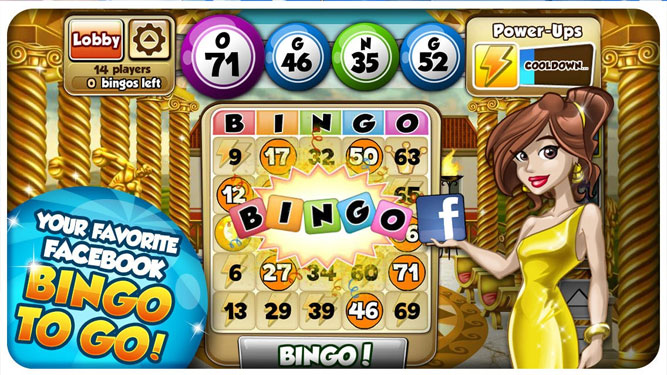 Lobby
14 players
0 bingos left
O
71
G
46
N
35
G
52
Power-Ups
COOLDOWN...
B I N G O
9 17 32 50 63
12 65
BINGO
f
6
6 27 34 60 71
13 29 39 46 69
BINGO!
YOUR FAVORITE
FACEBOOK
BINGO
TO GO!